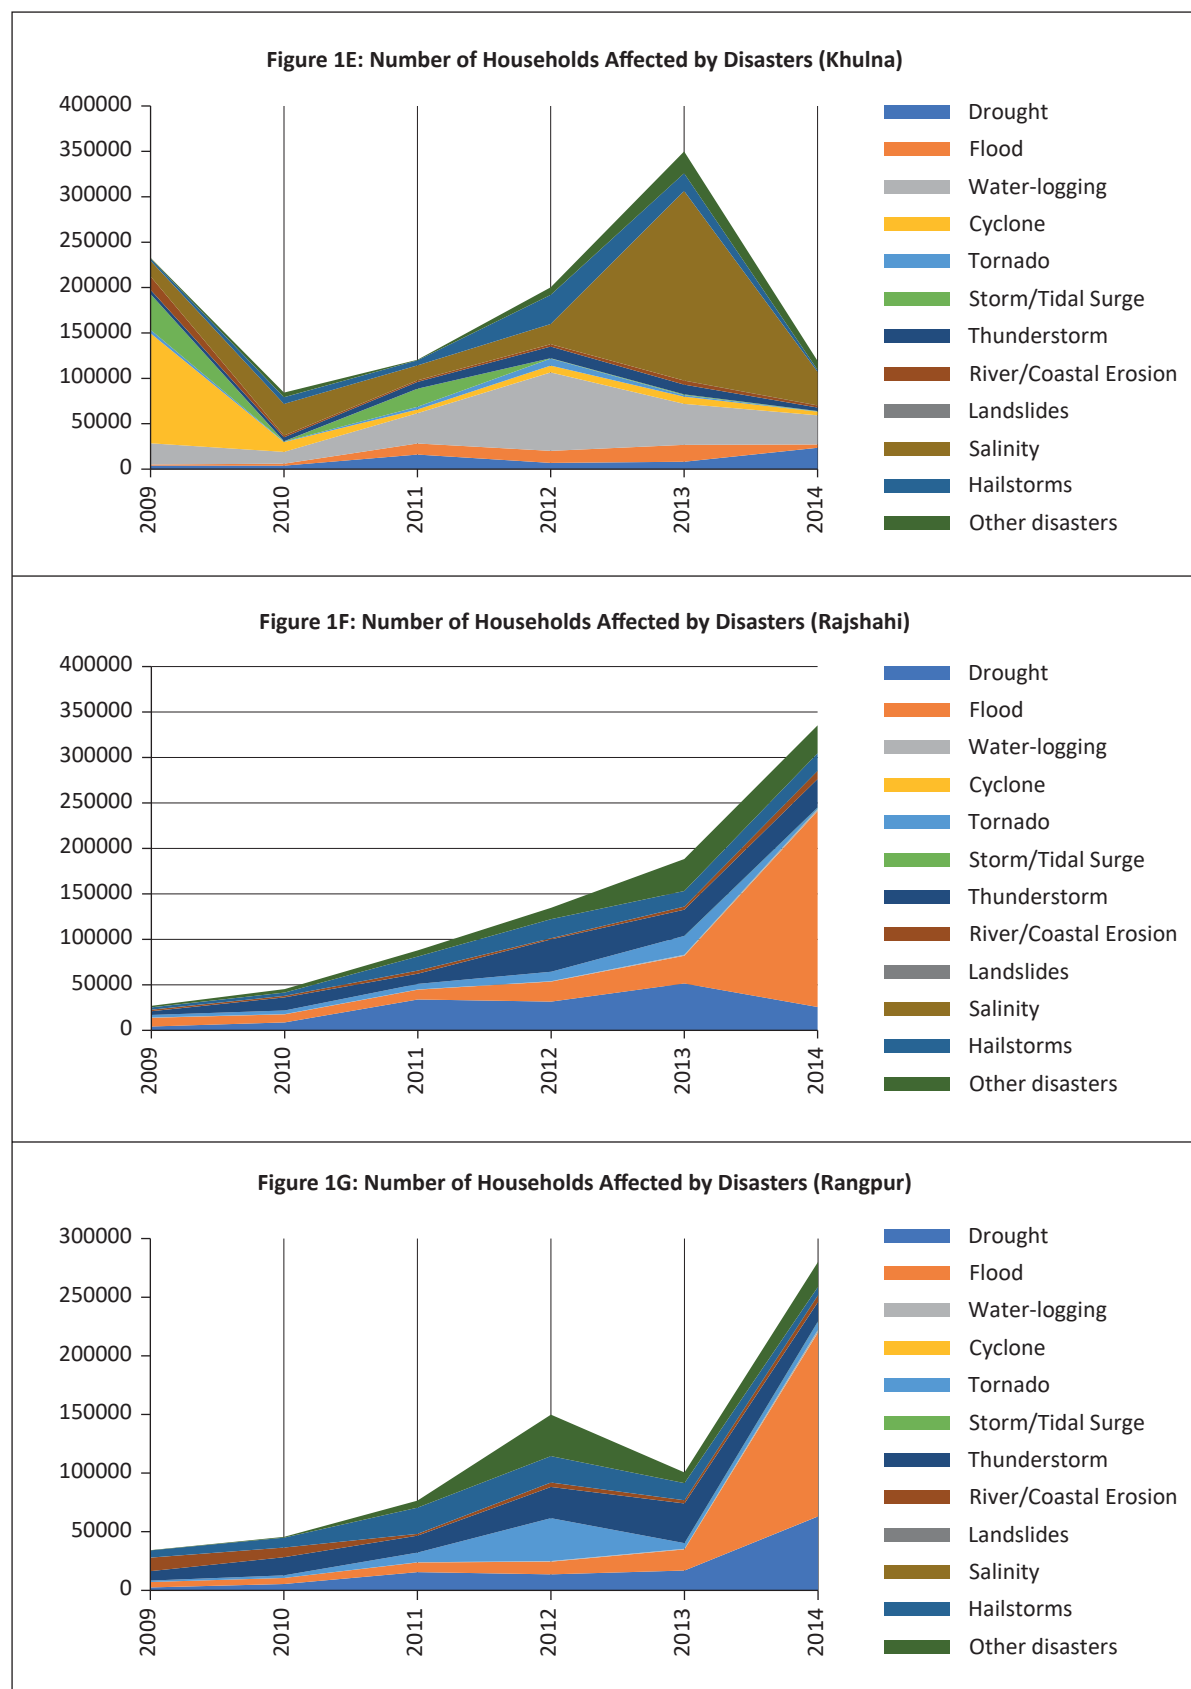 Figure 1E: Number of Households Affected by Disasters (Khulna)
400000
350000
300000
250000
200000
150000
100000
50000
0
2009
2010
2011
2012
2013
2014
Drought
Flood
Water-logging
Cyclone
Tornado
Storm/Tidal Surge
Thunderstorm
River/Coastal Erosion
Landslides
Salinity
Hailstorms
Other disasters
Figure 1F: Number of Households Affected by Disasters (Rajshahi)
400000
350000
300000
250000
200000
150000
100000
50000
0
2009
2010
2011
2012
2013
2014
Drought
Flood
Water-logging
Cyclone
Tornado
Storm/Tidal Surge
Thunderstorm
River/Coastal Erosion
Landslides
Salinity
Hailstorms
Other disasters
Figure 1G: Number of Households Affected by Disasters (Rangpur)
300000
250000
200000
150000
100000
50000
0
2009
2010
2011
2012
2013
2014
Drought
Flood
Water-logging
Cyclone
Tornado
Storm/Tidal Surge
Thunderstorm
River/Coastal Erosion
Landslides
Salinity
Hailstorms
Other disasters